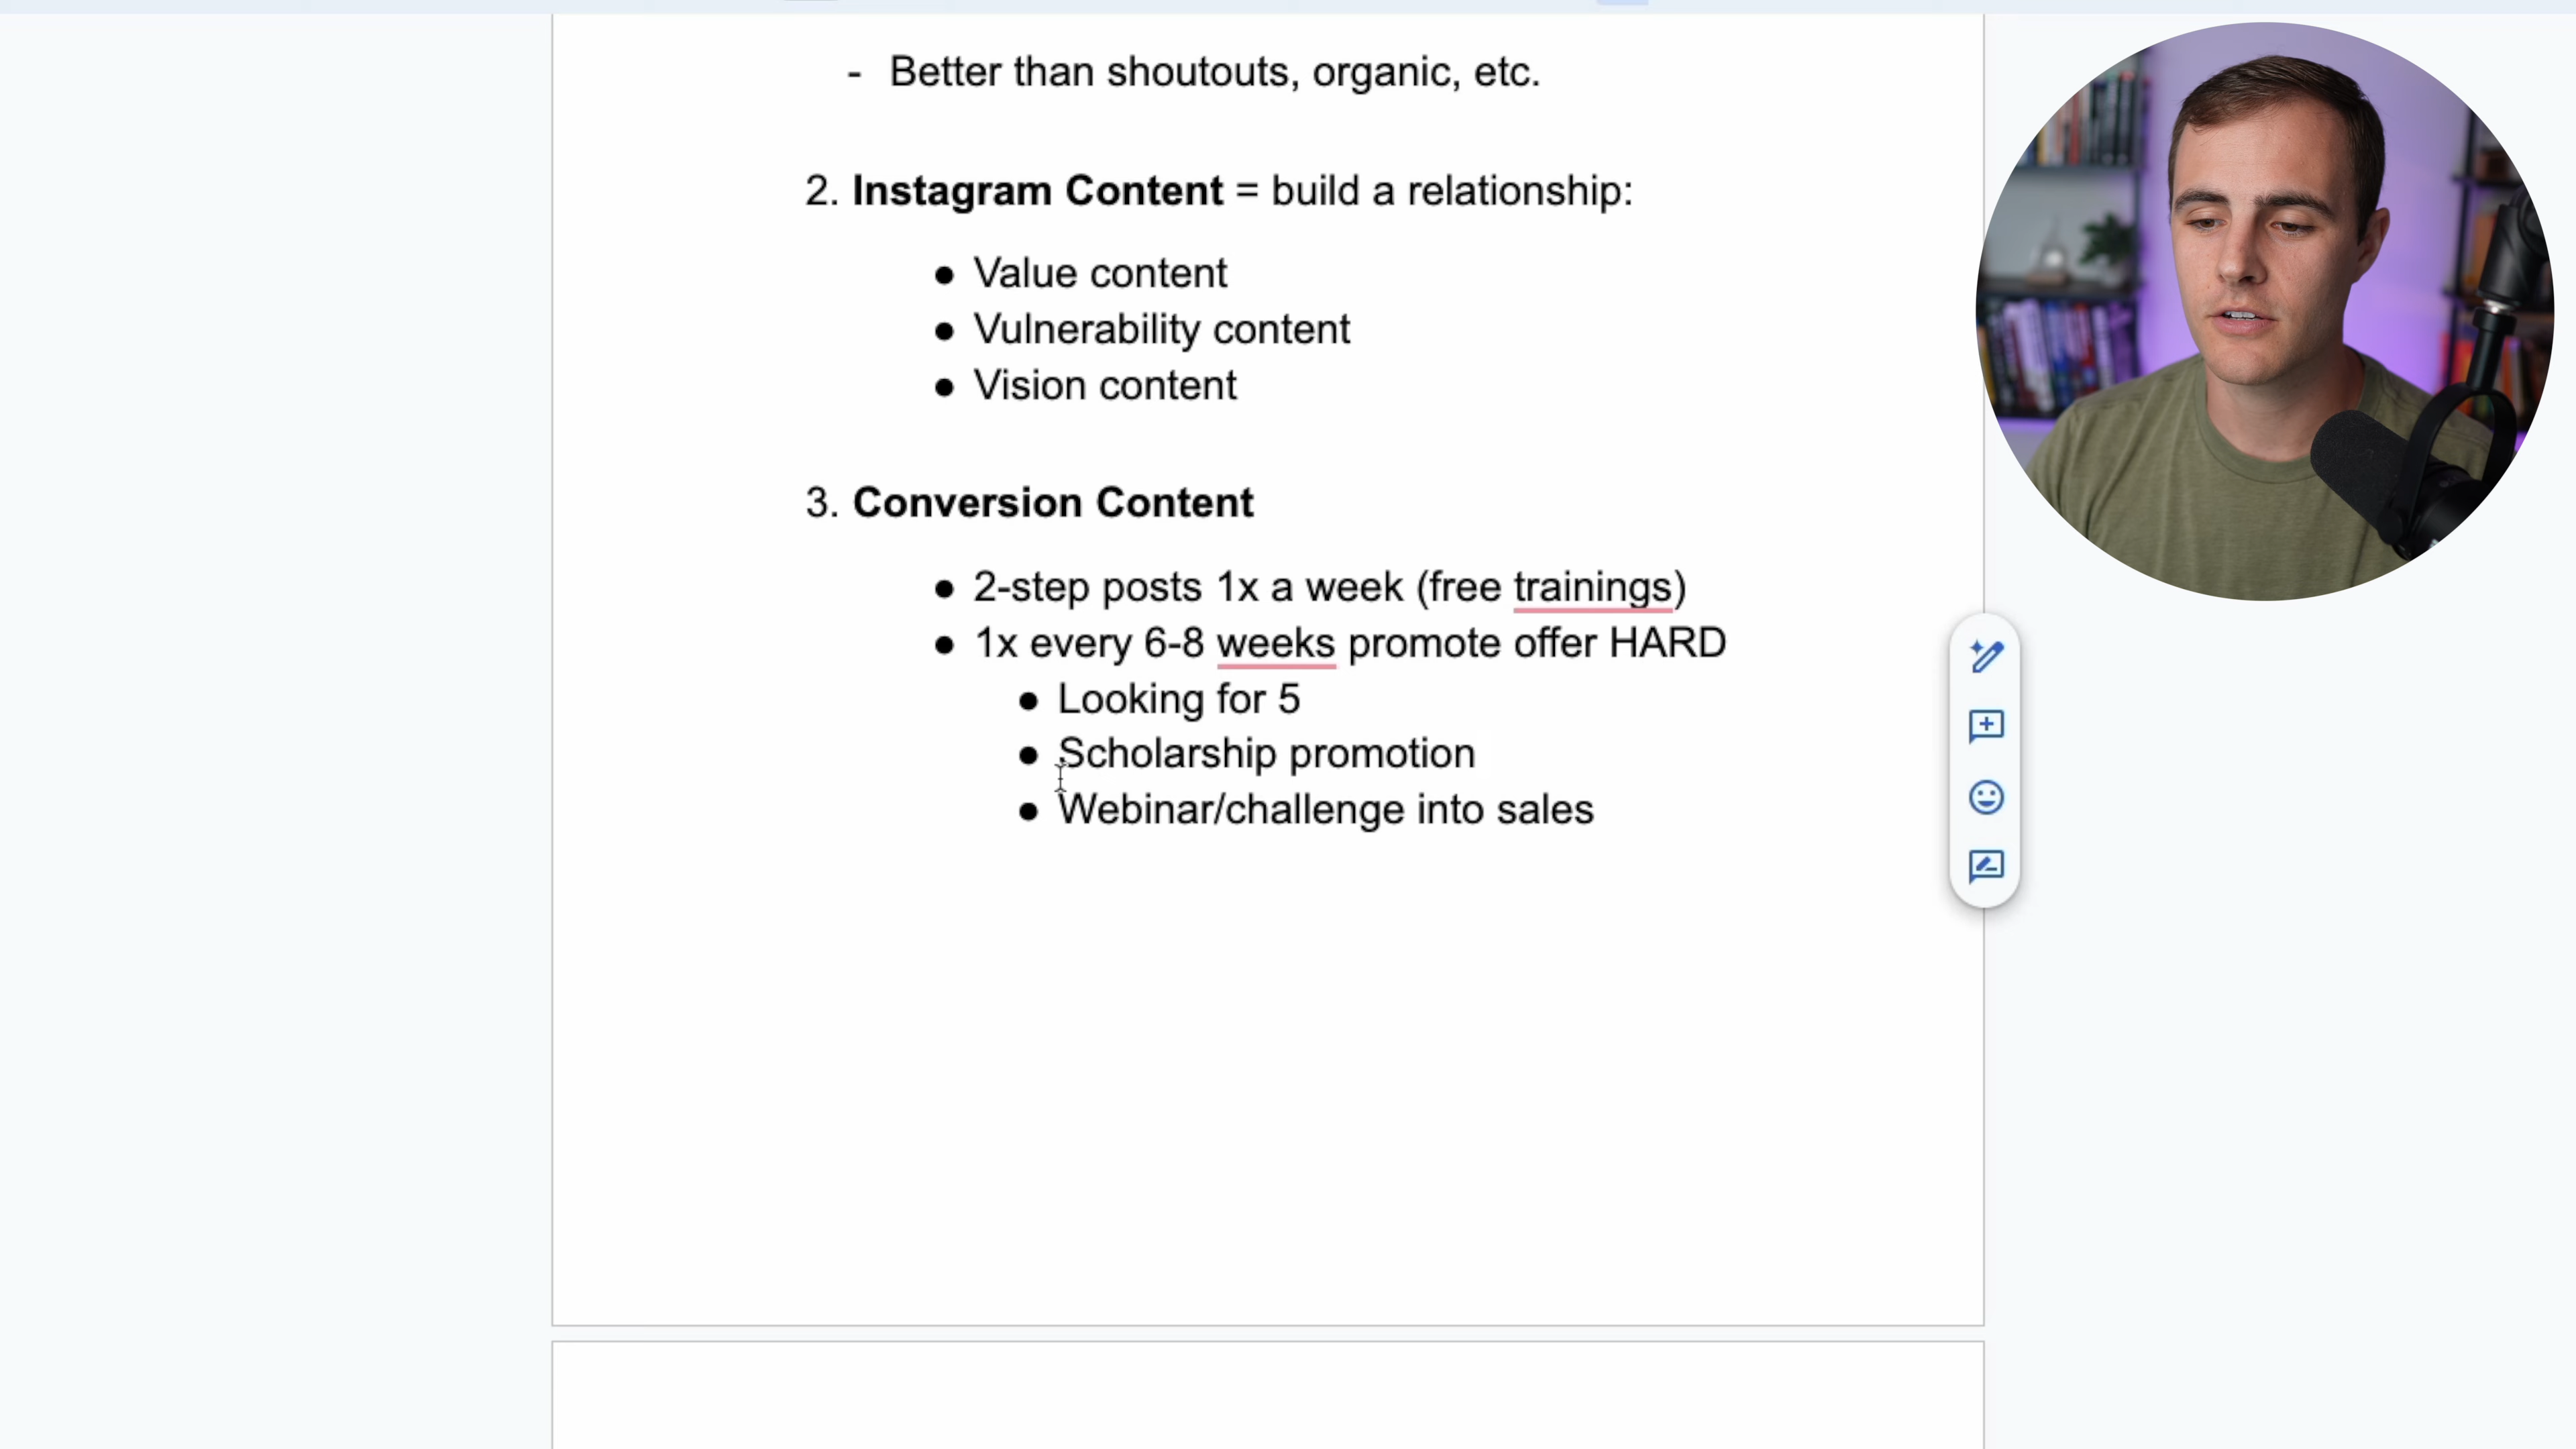 - Better than shoutouts, organic, etc.
2. Instagram Content = build a relationship:
● Value content
● Vulnerability content
● Vision content
3. Conversion Content
● 2-step posts 1x a week (free trainings)
● 1x every 6-8 weeks promote offer HARD
● Looking for 5
● Scholarship promotion
● Webinar/challenge into sales